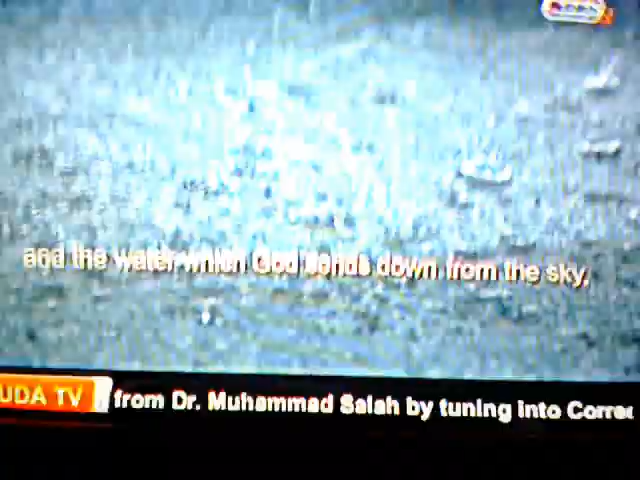 and the water which God sends down from the sky,
UDA TV from Dr. Muhammad Salah by tuning into Correc